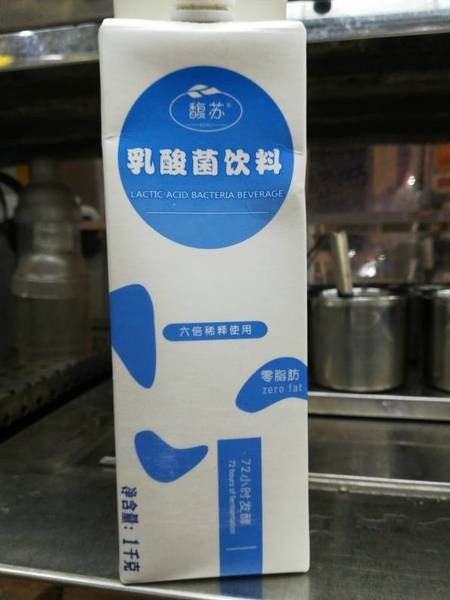 馥苏®
乳酸菌饮料
LACTIC ACID BACTERIA BEVERAGE
六倍稀释使用
零脂肪
zero fat
72小时发酵
72 hours of fermentation
净含量：1千克